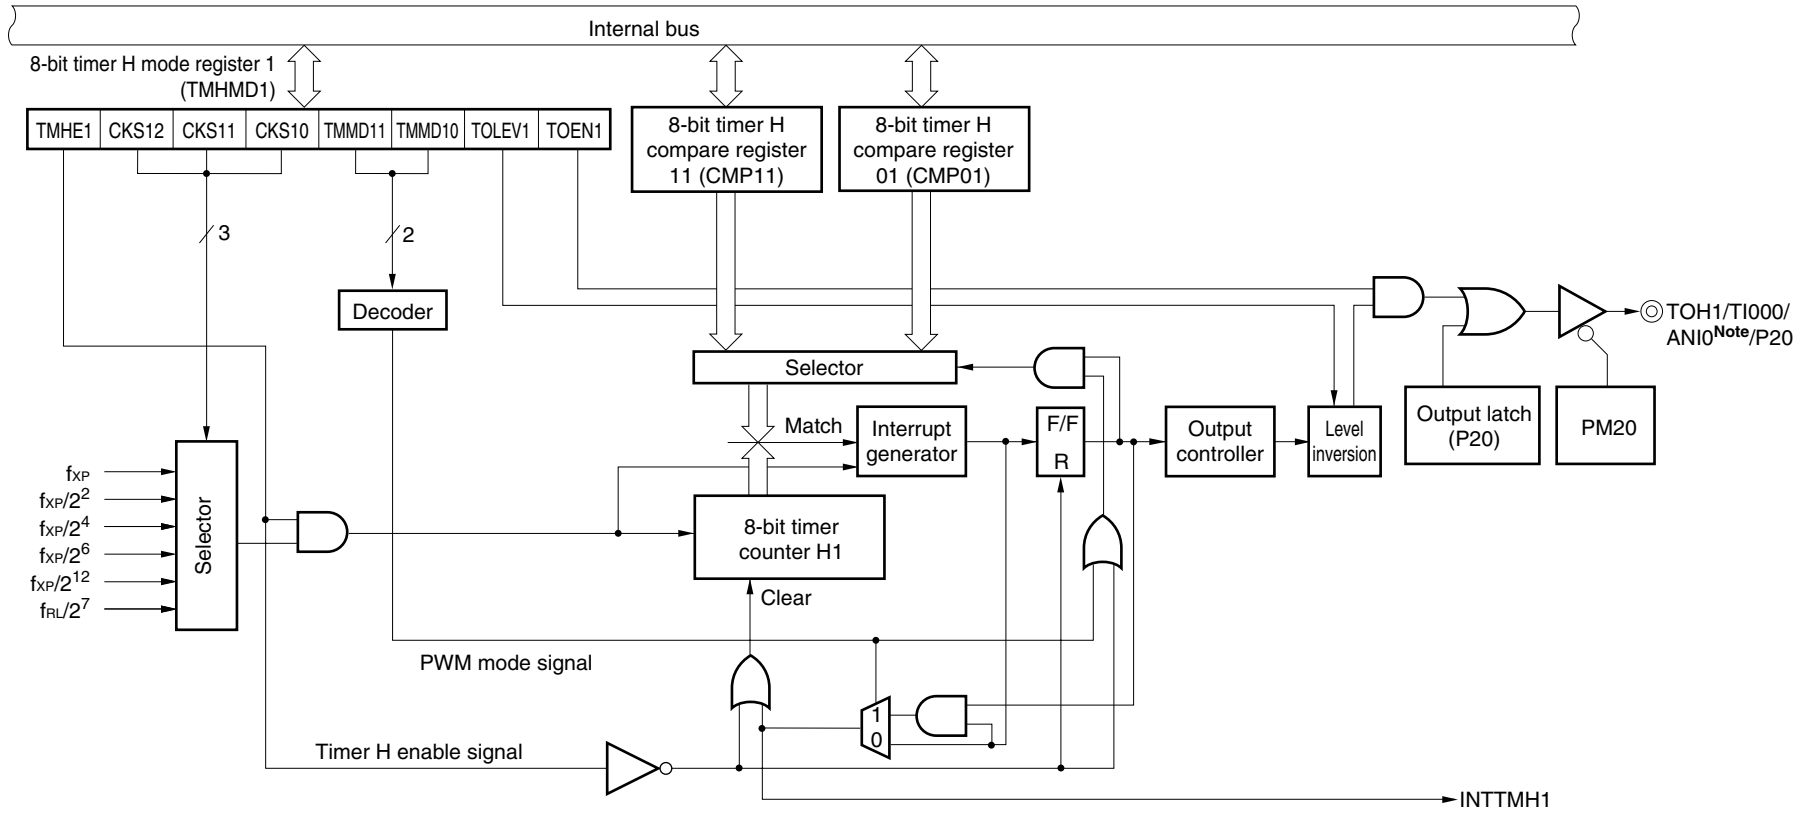 Internal bus
8-bit timer H mode register 1
(TMHMD1)
TMHE1 CKS12 CKS11 CKS10 TMMD11 TMMD10 TOLEV1 TOEN1
8-bit timer H
compare register
11 (CMP11)
8-bit timer H
compare register
01 (CMP01)
3
2
Decoder
TOH1/TI000/
ANI0Note/P20
Selector
Match
Interrupt
generator
F/F
R
Output
controller
Level
inversion
Output latch
(P20)
PM20
fXP
fXP/2²
fXP/2⁴
fXP/2⁶
fXP/2¹²
fRL/2⁷
Selector
8-bit timer
counter H1
Clear
PWM mode signal
1
0
Timer H enable signal
INTTMH1